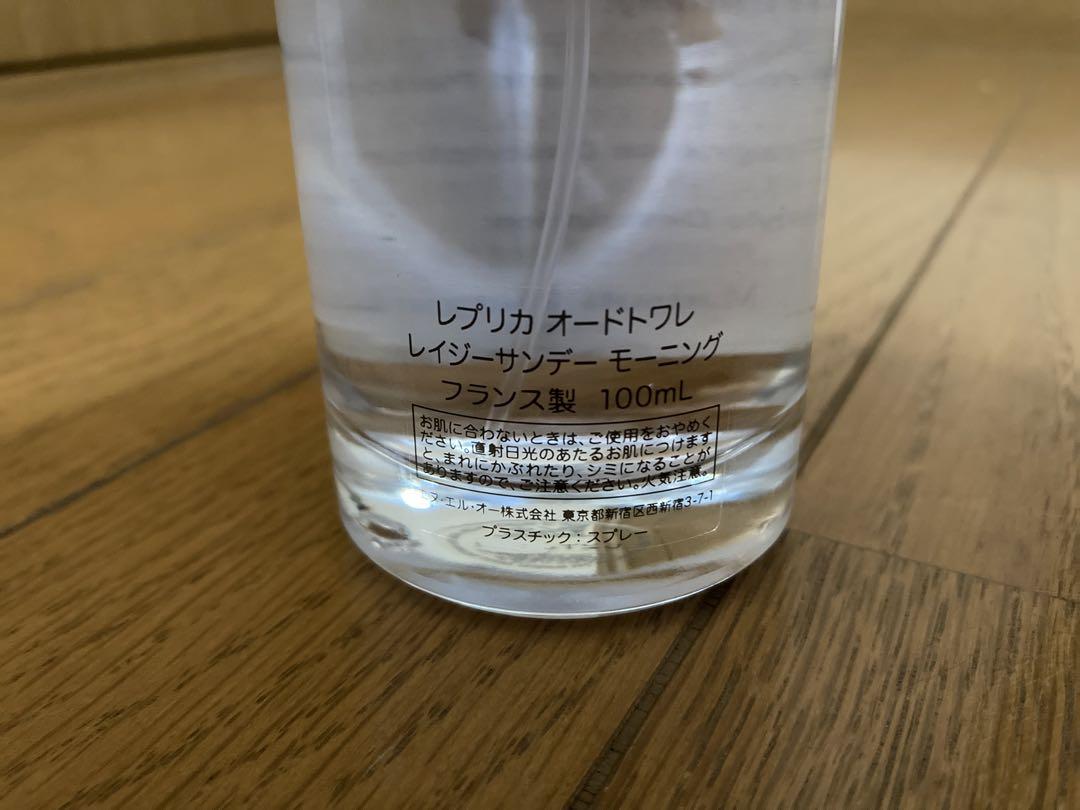 レプリカ オードトワレ
レイジーサンデー モーニング
フランス製 100mL
お肌に合わないときは、ご使用をおやめく
ださい。直射日光のあたるお肌につけます
と、まれにかぶれたり、シミになることが
ありますので、ご注意ください。火気注意。
エル・オー株式会社 東京都新宿区西新宿3-7-1
プラスチック：スプレー